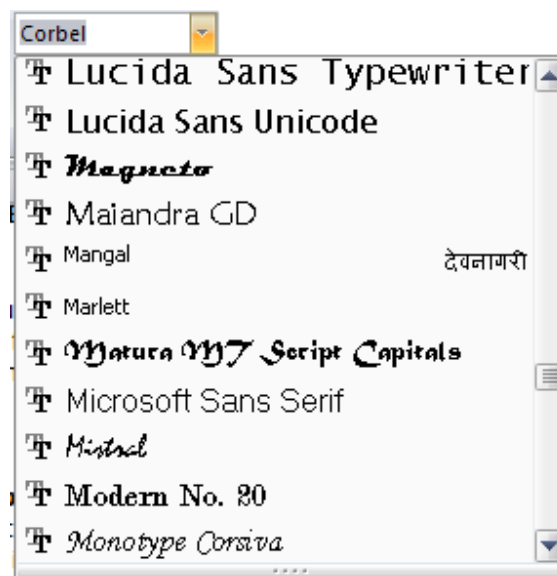 Corbel
Lucida Sans Typewriter
Lucida Sans Unicode
Magneto
Maiandra GD
Mangal देवनागरी
Marlett
Matura MT Script Capitals
Microsoft Sans Serif
Mistral
Modern No. 20
Monotype Corsiva